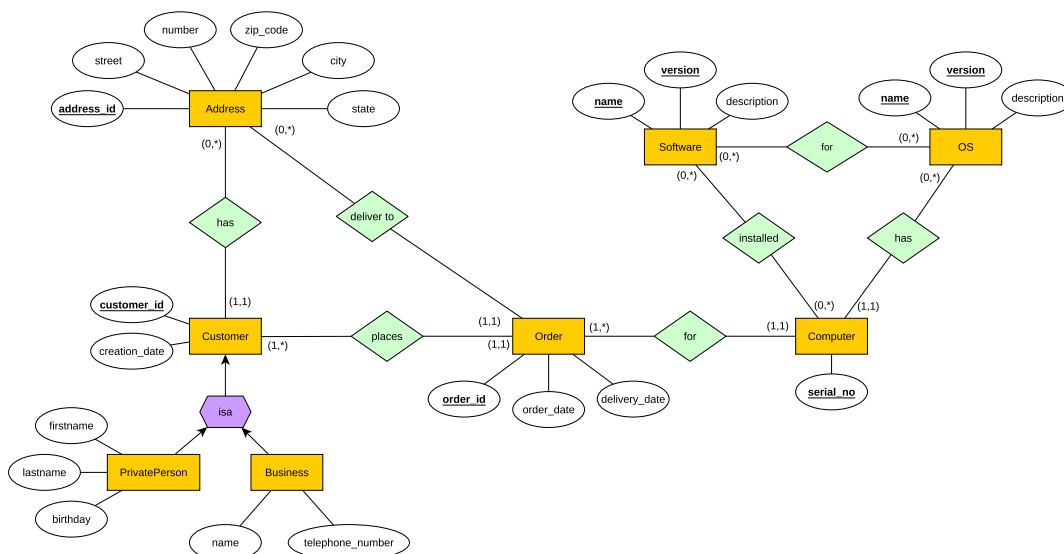 number
zip_code
street
city
address_id
Address
state
(0,*)
(0,*)
version
version
name
description
name
description
Software
(0,*)
for
(0,*)
OS
(0,*)
(0,*)
has
deliver to
installed
has
customer_id
(1,1)
(0,*)
(1,1)
creation_date
Customer
(1,*)
places
(1,1)
(1,1)
Order
(1,*)
for
(1,1)
Computer
order_id
order_date
delivery_date
serial_no
isa
firstname
lastname
PrivatePerson
Business
birthday
name
telephone_number